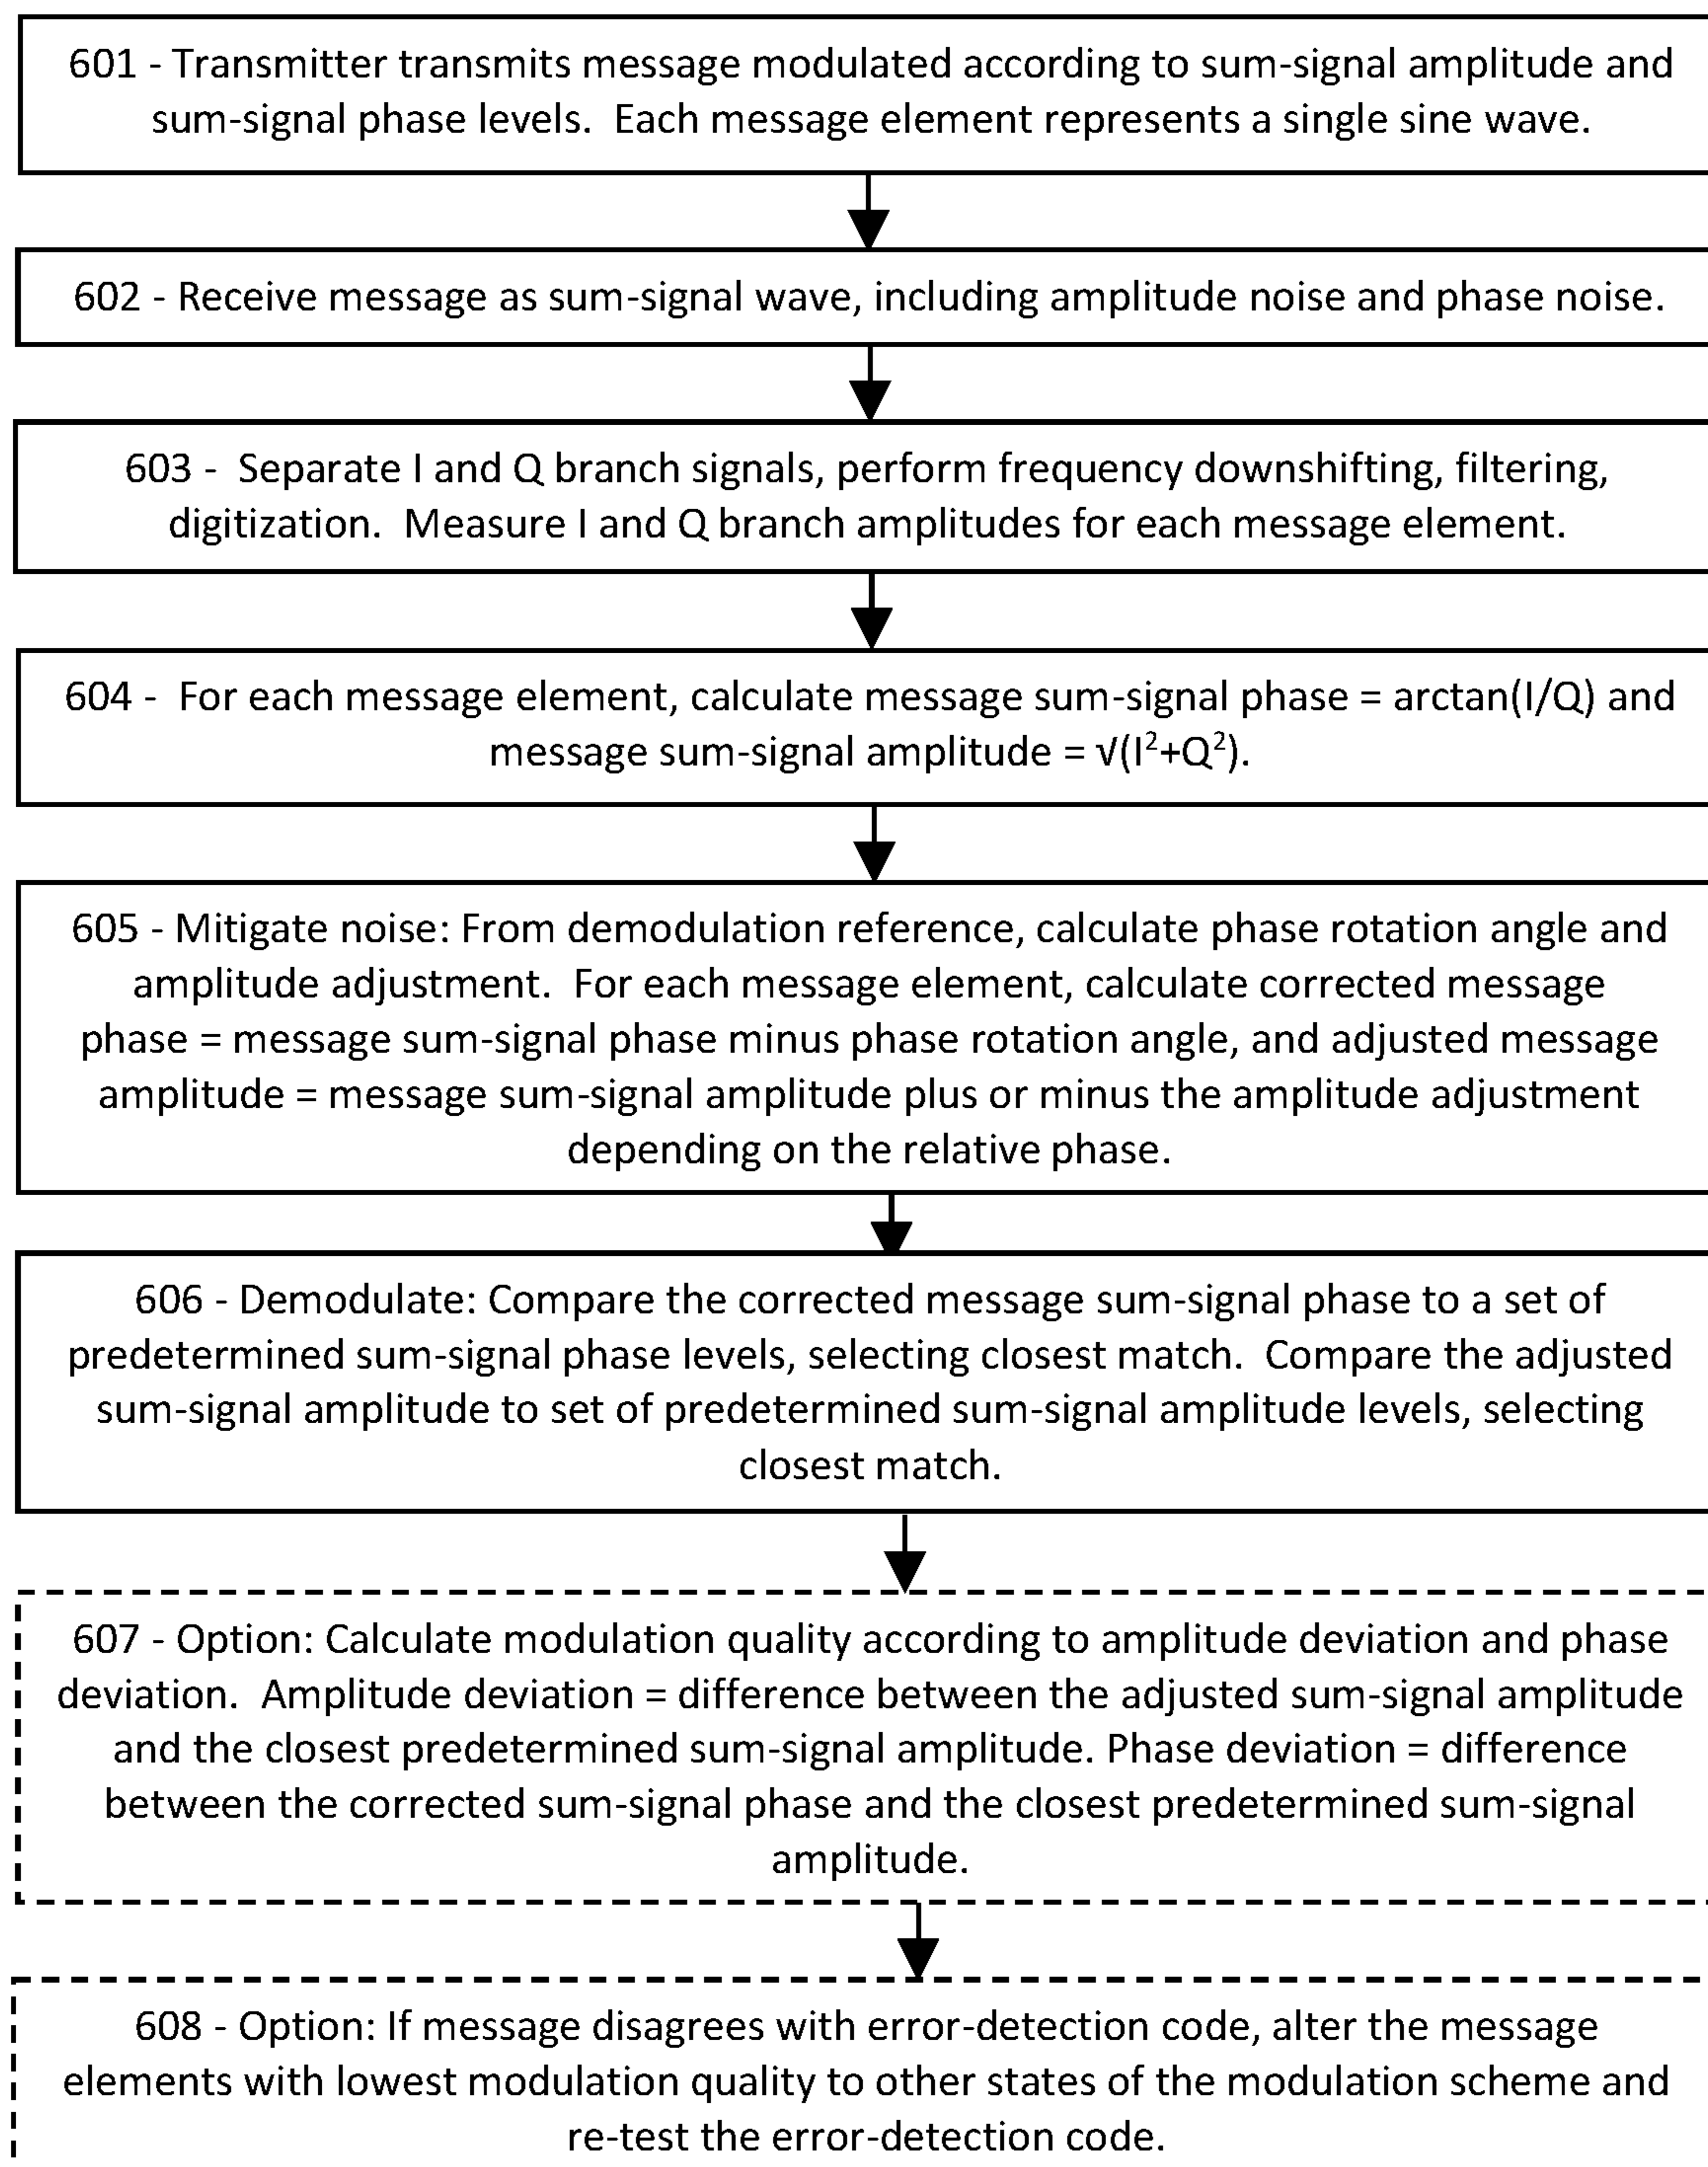 601 - Transmitter transmits message modulated according to sum-signal amplitude and
sum-signal phase levels.  Each message element represents a single sine wave.
602 - Receive message as sum-signal wave, including amplitude noise and phase noise.
603 -  Separate I and Q branch signals, perform frequency downshifting, filtering,
digitization.  Measure I and Q branch amplitudes for each message element.
604 -  For each message element, calculate message sum-signal phase = arctan(I/Q) and
message sum-signal amplitude = √(I²+Q²).
605 - Mitigate noise: From demodulation reference, calculate phase rotation angle and
amplitude adjustment.  For each message element, calculate corrected message
phase = message sum-signal phase minus phase rotation angle, and adjusted message
amplitude = message sum-signal amplitude plus or minus the amplitude adjustment
depending on the relative phase.
606 - Demodulate: Compare the corrected message sum-signal phase to a set of
predetermined sum-signal phase levels, selecting closest match.  Compare the adjusted
sum-signal amplitude to set of predetermined sum-signal amplitude levels, selecting
closest match.
607 - Option: Calculate modulation quality according to amplitude deviation and phase
deviation.  Amplitude deviation = difference between the adjusted sum-signal amplitude
and the closest predetermined sum-signal amplitude. Phase deviation = difference
between the corrected sum-signal phase and the closest predetermined sum-signal
amplitude.
608 - Option: If message disagrees with error-detection code, alter the message
elements with lowest modulation quality to other states of the modulation scheme and
re-test the error-detection code.